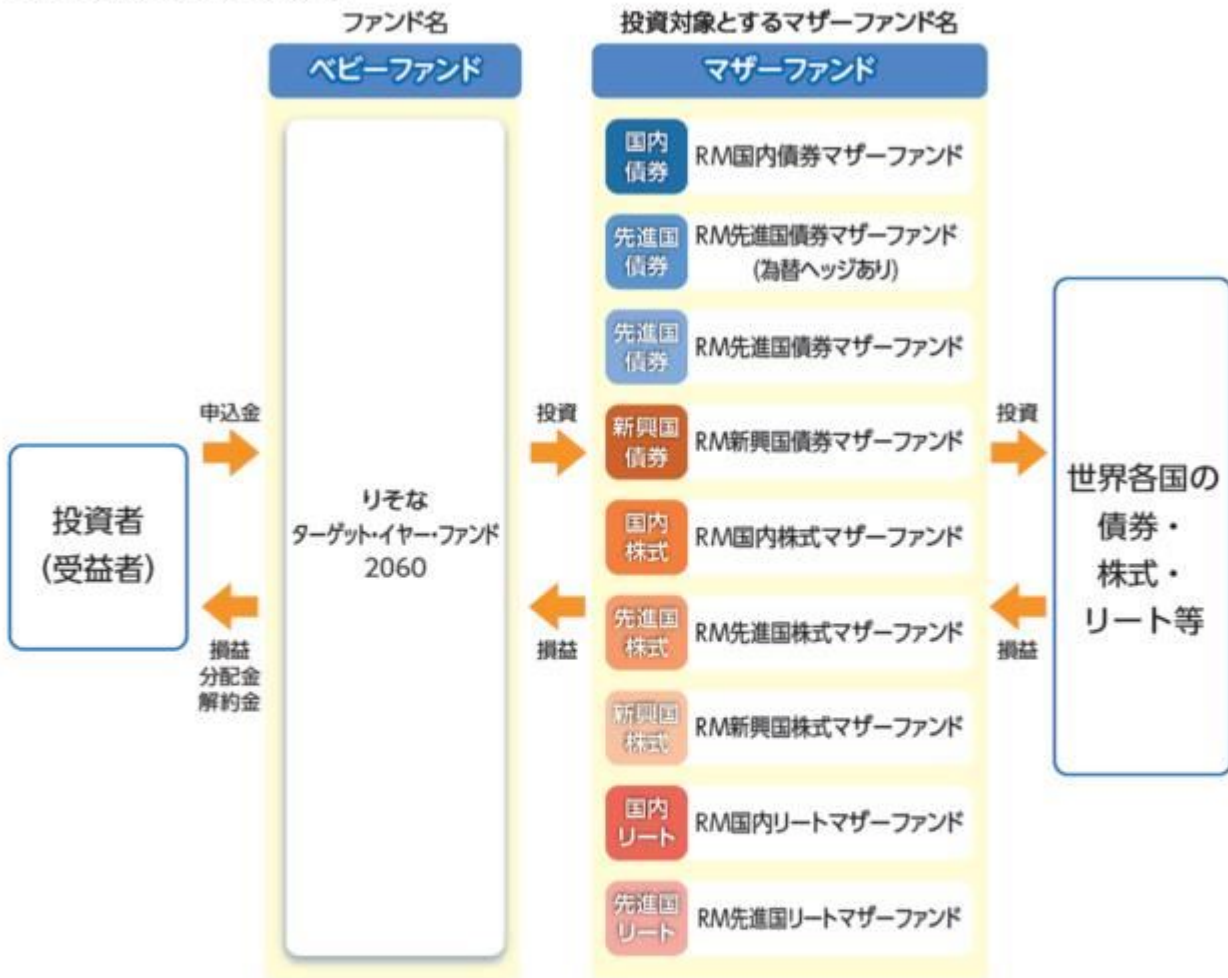 ファンド名
投資対象とするマザーファンド名
ベビーファンド
マザーファンド
国内
債券
RM国内債券マザーファンド
先進国
債券
RM先進国債券マザーファンド
(為替ヘッジあり)
先進国
債券
RM先進国債券マザーファンド
申込金
投資
新興国
債券
RM新興国債券マザーファンド
投資
投資者
(受益者)
りそな
ターゲット・イヤー・ファンド
2060
国内
株式
RM国内株式マザーファンド
世界各国の
債券・
株式・
リート等
損益
分配金
解約金
損益
先進国
株式
RM先進国株式マザーファンド
損益
新興国
株式
RM新興国株式マザーファンド
国内
リート
RM国内リートマザーファンド
先進国
リート
RM先進国リートマザーファンド